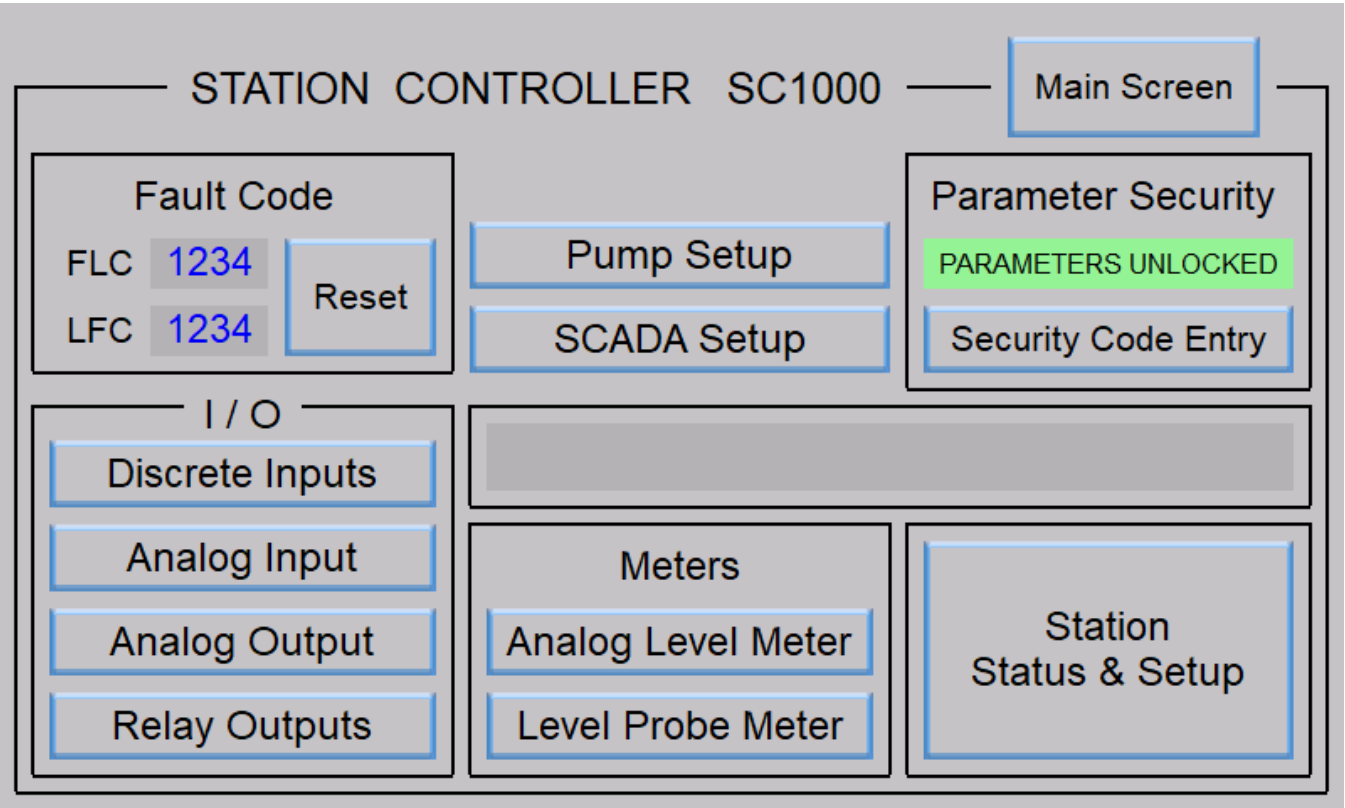 STATION CONTROLLER SC1000
Main Screen
Fault Code
FLC 1234
LFC 1234
Reset
Pump Setup
SCADA Setup
Parameter Security
PARAMETERS UNLOCKED
Security Code Entry
I / O
Discrete Inputs
Analog Input
Analog Output
Relay Outputs
Meters
Analog Level Meter
Level Probe Meter
Station
Status & Setup